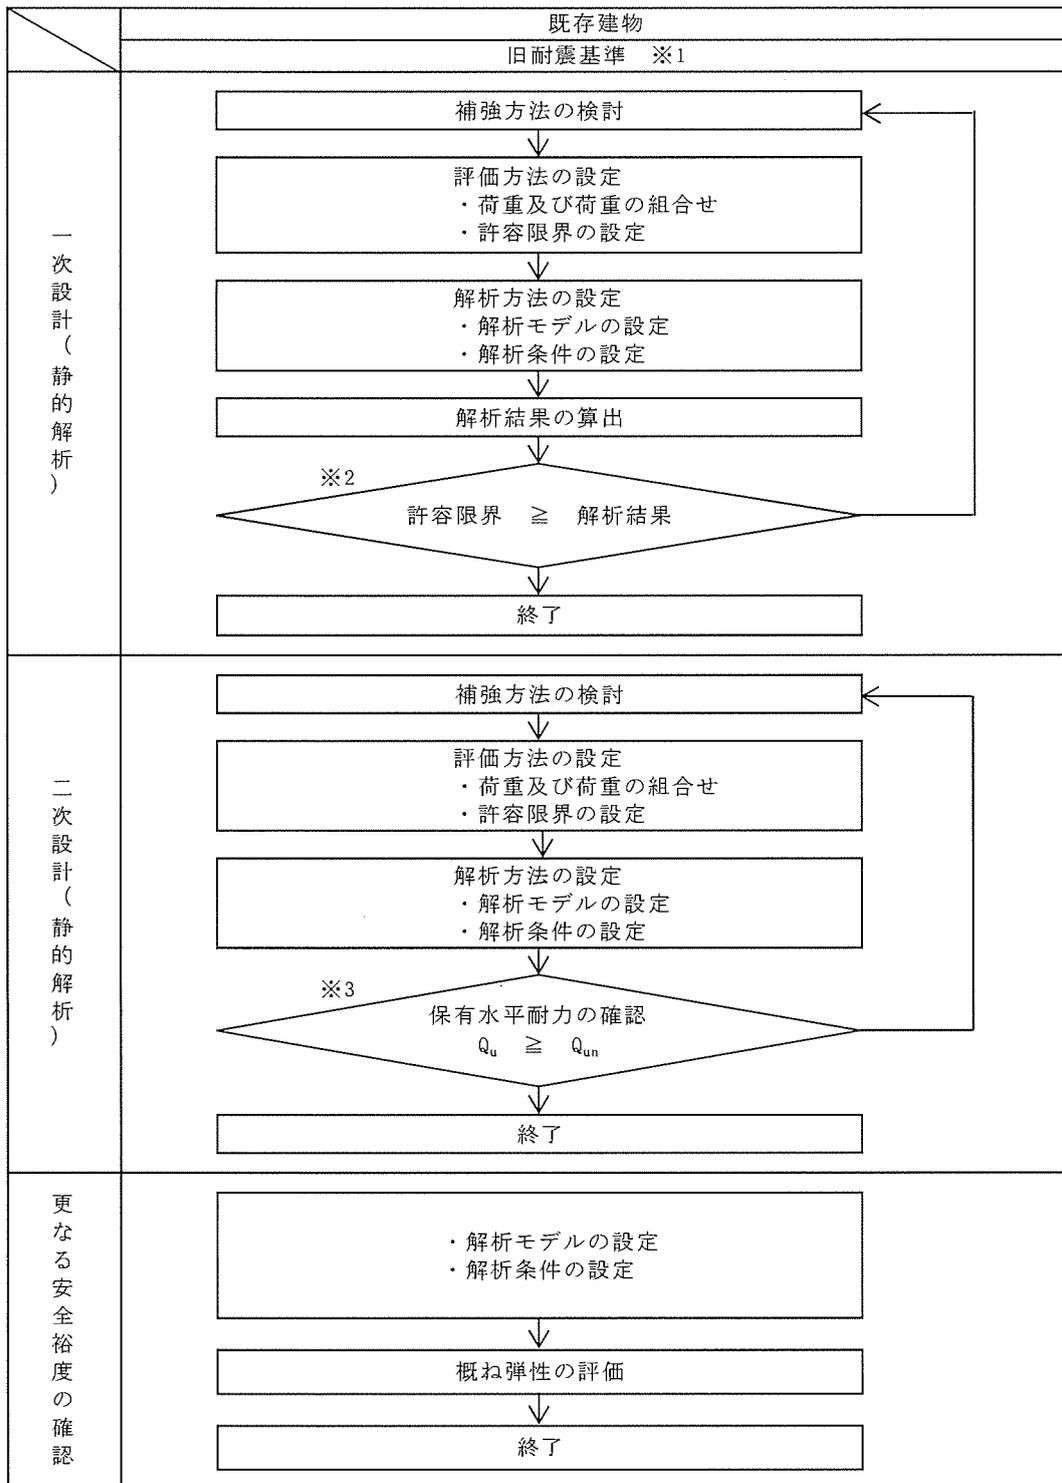 既存建物
旧耐震基準 ※1
一次設計(静的解析)
補強方法の検討
評価方法の設定
・荷重及び荷重の組合せ
・許容限界の設定
解析方法の設定
・解析モデルの設定
・解析条件の設定
解析結果の算出
※2
許容限界 ≧ 解析結果
終了
二次設計(静的解析)
補強方法の検討
評価方法の設定
・荷重及び荷重の組合せ
・許容限界の設定
解析方法の設定
・解析モデルの設定
・解析条件の設定
※3
保有水平耐力の確認
Qu ≧ Qun
終了
更なる安全裕度の確認
・解析モデルの設定
・解析条件の設定
概ね弾性の評価
終了